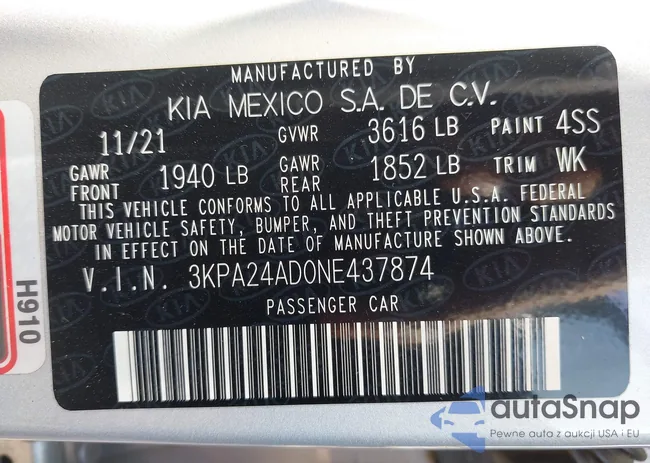 MANUFACTURED BY
KIA MEXICO S.A. DE C.V.
11/21 GVWR 3616 LB PAINT 4SS
GAWR FRONT 1940 LB GAWR REAR 1852 LB TRIM WK
THIS VEHICLE CONFORMS TO ALL APPLICABLE U.S.A. FEDERAL
MOTOR VEHICLE SAFETY, BUMPER, AND THEFT PREVENTION STANDARDS
IN EFFECT ON THE DATE OF MANUFACTURE SHOWN ABOVE.
V.I.N. 3KPA24AD0NE437874
PASSENGER CAR
H910
autaSnap
Pewne auta z aukcji USA i EU